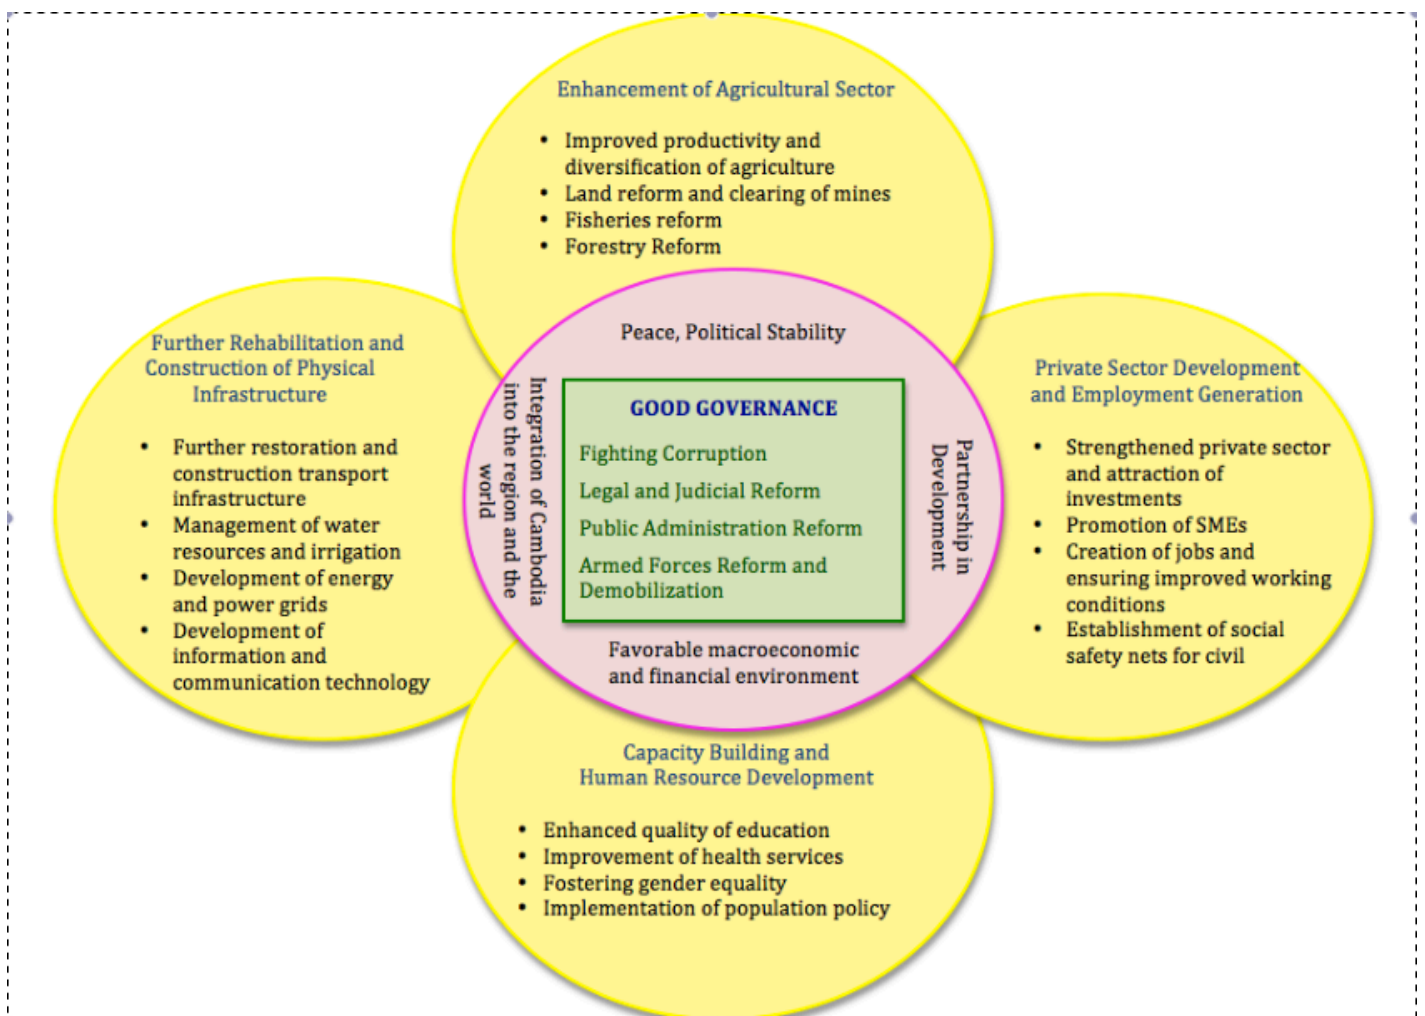 Enhancement of Agricultural Sector
• Improved productivity and
diversification of agriculture
• Land reform and clearing of mines
• Fisheries reform
• Forestry Reform
Further Rehabilitation and
Construction of Physical
Infrastructure
• Further restoration and
construction transport
infrastructure
• Management of water
resources and irrigation
• Development of energy
and power grids
• Development of
information and
communication technology
Peace, Political Stability
Integration of Cambodia
into the region and the
world
GOOD GOVERNANCE
Fighting Corruption
Legal and Judicial Reform
Public Administration Reform
Armed Forces Reform and
Demobilization
Partnership in
Development
Favorable macroeconomic
and financial environment
Private Sector Development
and Employment Generation
• Strengthened private sector
and attraction of
investments
• Promotion of SMEs
• Creation of jobs and
ensuring improved working
conditions
• Establishment of social
safety nets for civil
Capacity Building and
Human Resource Development
• Enhanced quality of education
• Improvement of health services
• Fostering gender equality
• Implementation of population policy